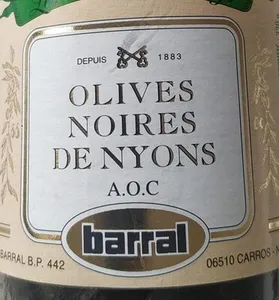 DEPUIS 1883
OLIVES
NOIRES
DE NYONS
A.O.C
barral
BARRAL B.P. 442
06510 CARROS -